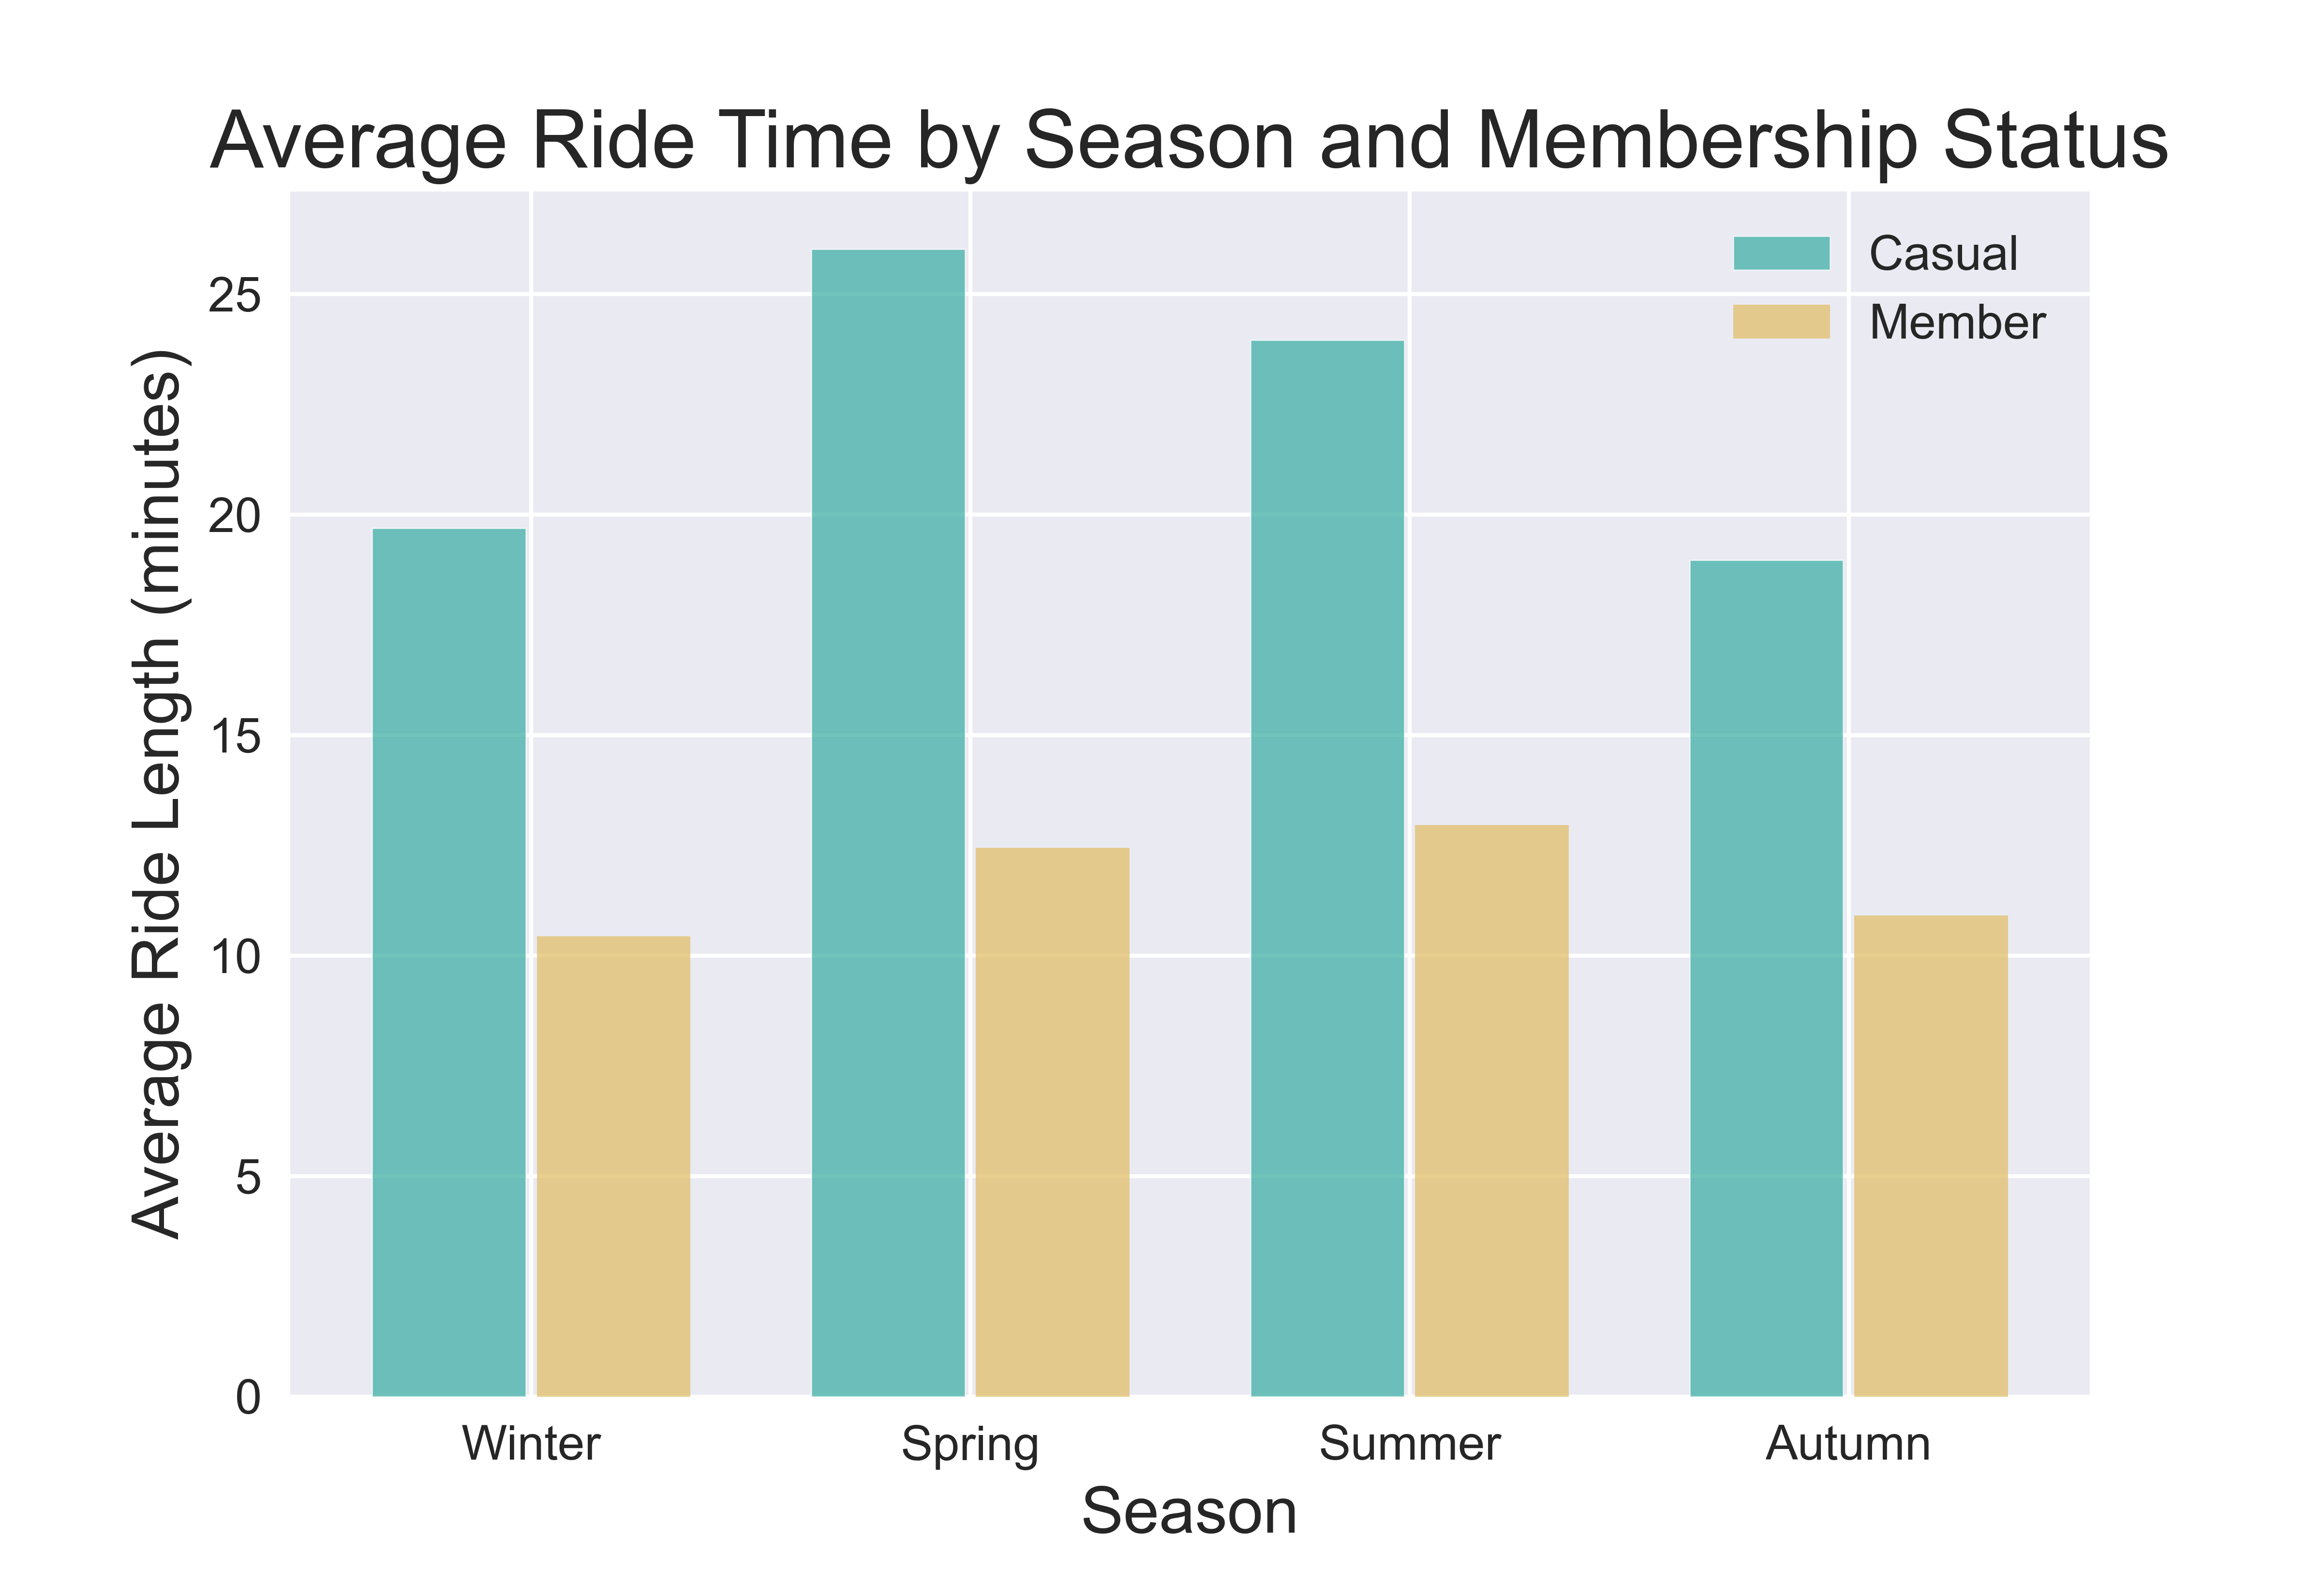 Average Ride Time by Season and Membership Status
Casual
Member
Average Ride Length (minutes)
25
20
15
10
5
0
Winter Spring Summer Autumn
Season